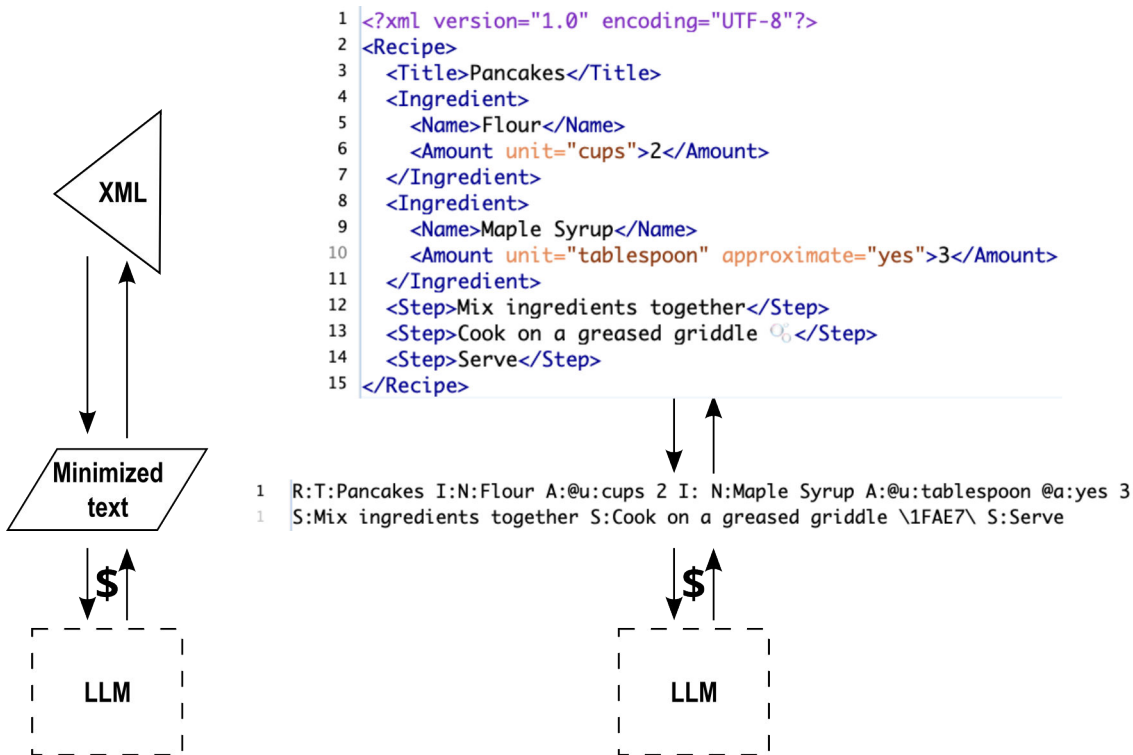 1 <?xml version="1.0" encoding="UTF-8"?>
2 <Recipe>
3 <Title>Pancakes</Title>
4 <Ingredient>
5 <Name>Flour</Name>
6 <Amount unit="cups">2</Amount>
7 </Ingredient>
8 <Ingredient>
9 <Name>Maple Syrup</Name>
10 <Amount unit="tablespoon" approximate="yes">3</Amount>
11 </Ingredient>
12 <Step>Mix ingredients together</Step>
13 <Step>Cook on a greased griddle 🫧</Step>
14 <Step>Serve</Step>
15 </Recipe>
XML
Minimized
text
1 R:T:Pancakes I:N:Flour A:@u:cups 2 I: N:Maple Syrup A:@u:tablespoon @a:yes 3
1 S:Mix ingredients together S:Cook on a greased griddle \1FAE7\ S:Serve
$
$
LLM
LLM